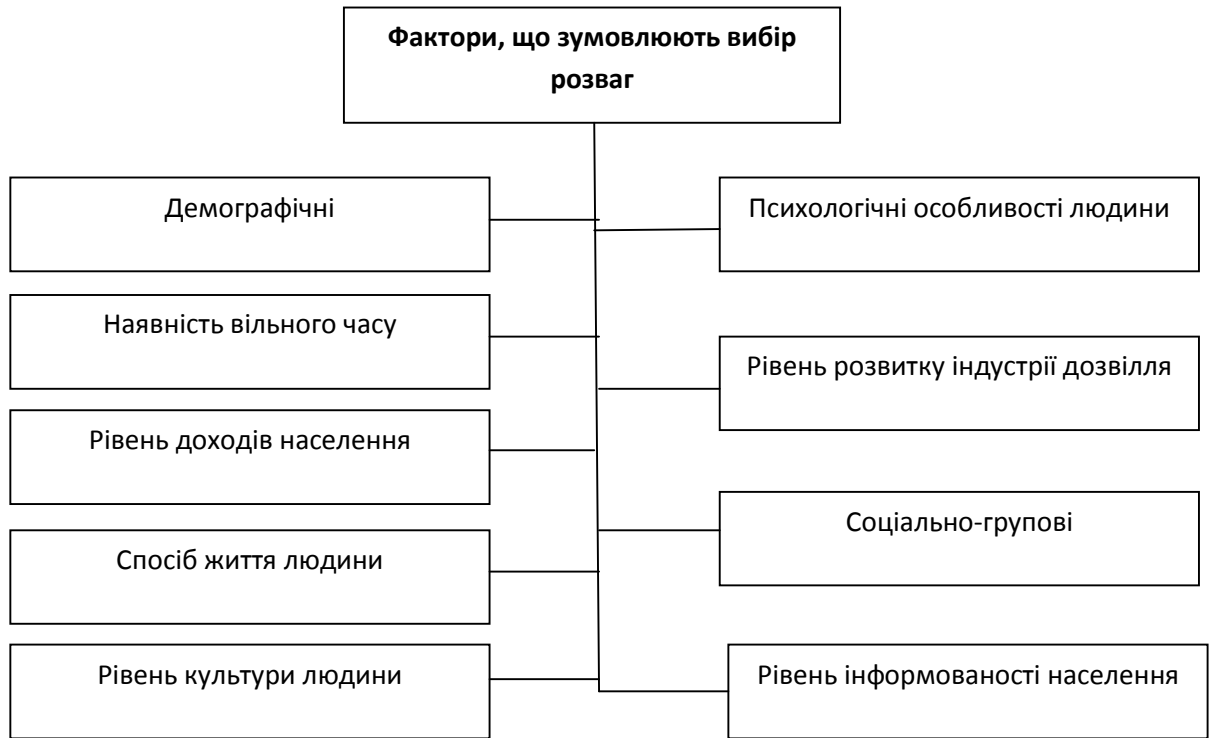 Фактори, що зумовлюють вибір
розваг
Демографічні
Психологічні особливості людини
Наявність вільного часу
Рівень розвитку індустрії дозвілля
Рівень доходів населення
Соціально-групові
Спосіб життя людини
Рівень культури людини
Рівень інформованості населення